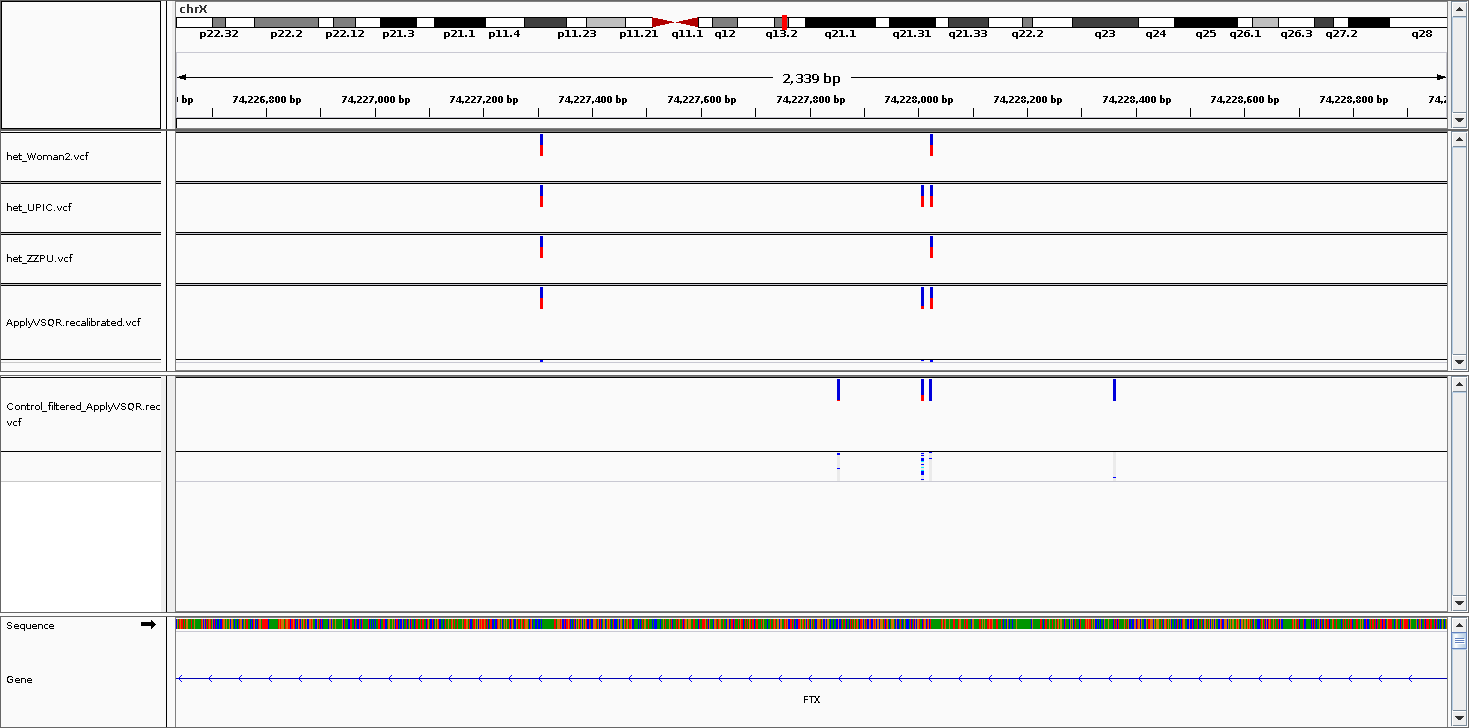 chrX
p22.32 p22.2 p22.12 p21.3 p21.1 p11.4 p11.23 p11.21 q11.1 q12 q13.2 q21.1 q21.31 q21.33 q22.2 q23 q24 q25 q26.1 q26.3 q27.2 q28
2,339 bp
bp 74,226,800 bp 74,227,000 bp 74,227,200 bp 74,227,400 bp 74,227,600 bp 74,227,800 bp 74,228,000 bp 74,228,200 bp 74,228,400 bp 74,228,600 bp 74,228,800 bp 74,2
het_Woman2.vcf
het_UPIC.vcf
het_ZZPU.vcf
ApplyVSQR.recalibrated.vcf
Control_filtered_ApplyVSQR.rec
vcf
Sequence
Gene
FTX